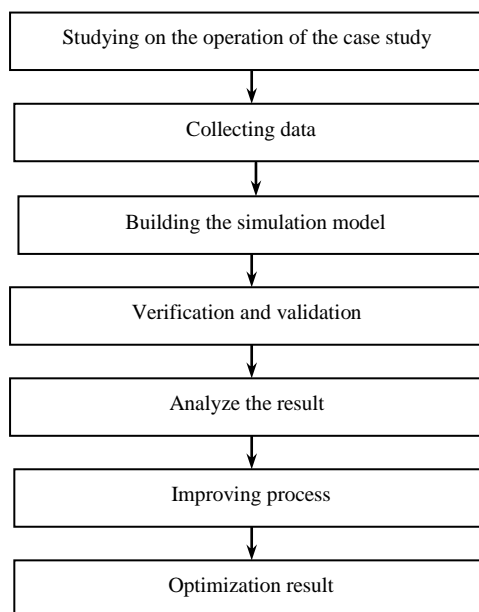 Studying on the operation of the case study
Collecting data
Building the simulation model
Verification and validation
Analyze the result
Improving process
Optimization result